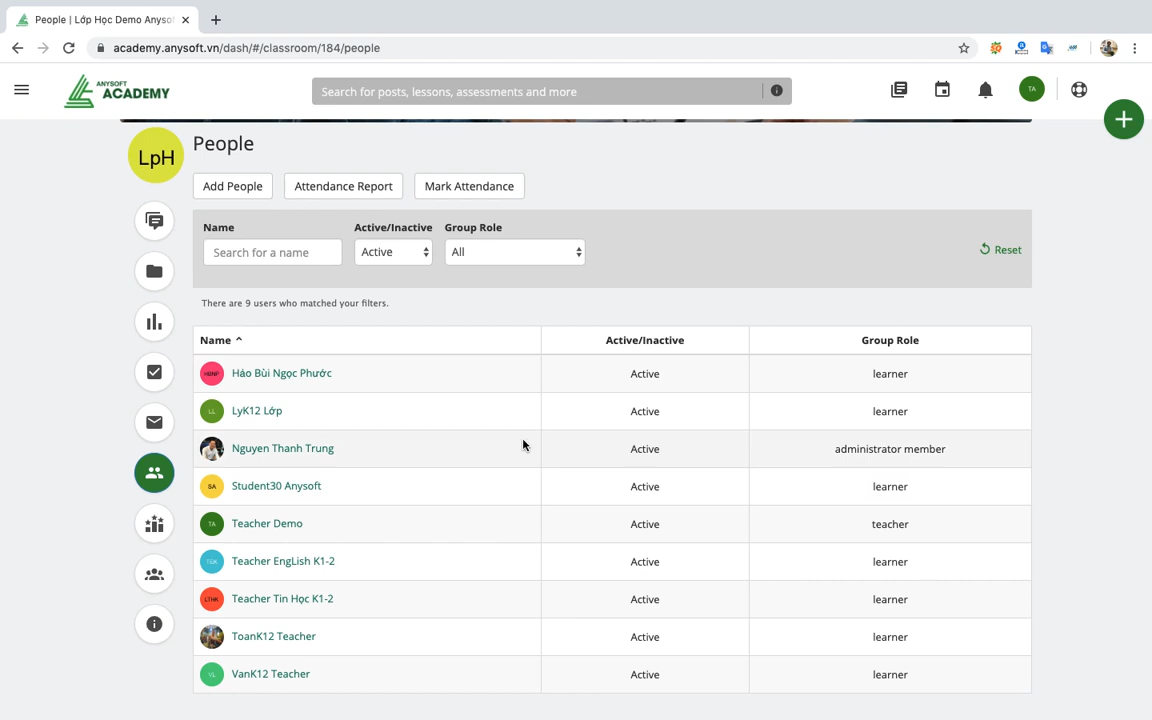 People | Lớp Học Demo Anyso
academy.anysoft.vn/dash/#/classroom/184/people
ANYSOFT
ACADEMY
Search for posts, lessons, assessments and more
TA
LpH
People
Add People
Attendance Report
Mark Attendance
Name
Active/Inactive
Group Role
Search for a name
Active
All
Reset
There are 9 users who matched your filters.
Name Active/Inactive Group Role
HBNP Hảo Bùi Ngọc Phước Active learner
LL LyK12 Lớp Active learner
Nguyen Thanh Trung Active administrator member
SA Student30 Anysoft Active learner
TA Teacher Demo Active teacher
Teacher EngLish K1-2 Active learner
LTHK Teacher Tin Học K1-2 Active learner
ToanK12 Teacher Active learner
VL VanK12 Teacher Active learner